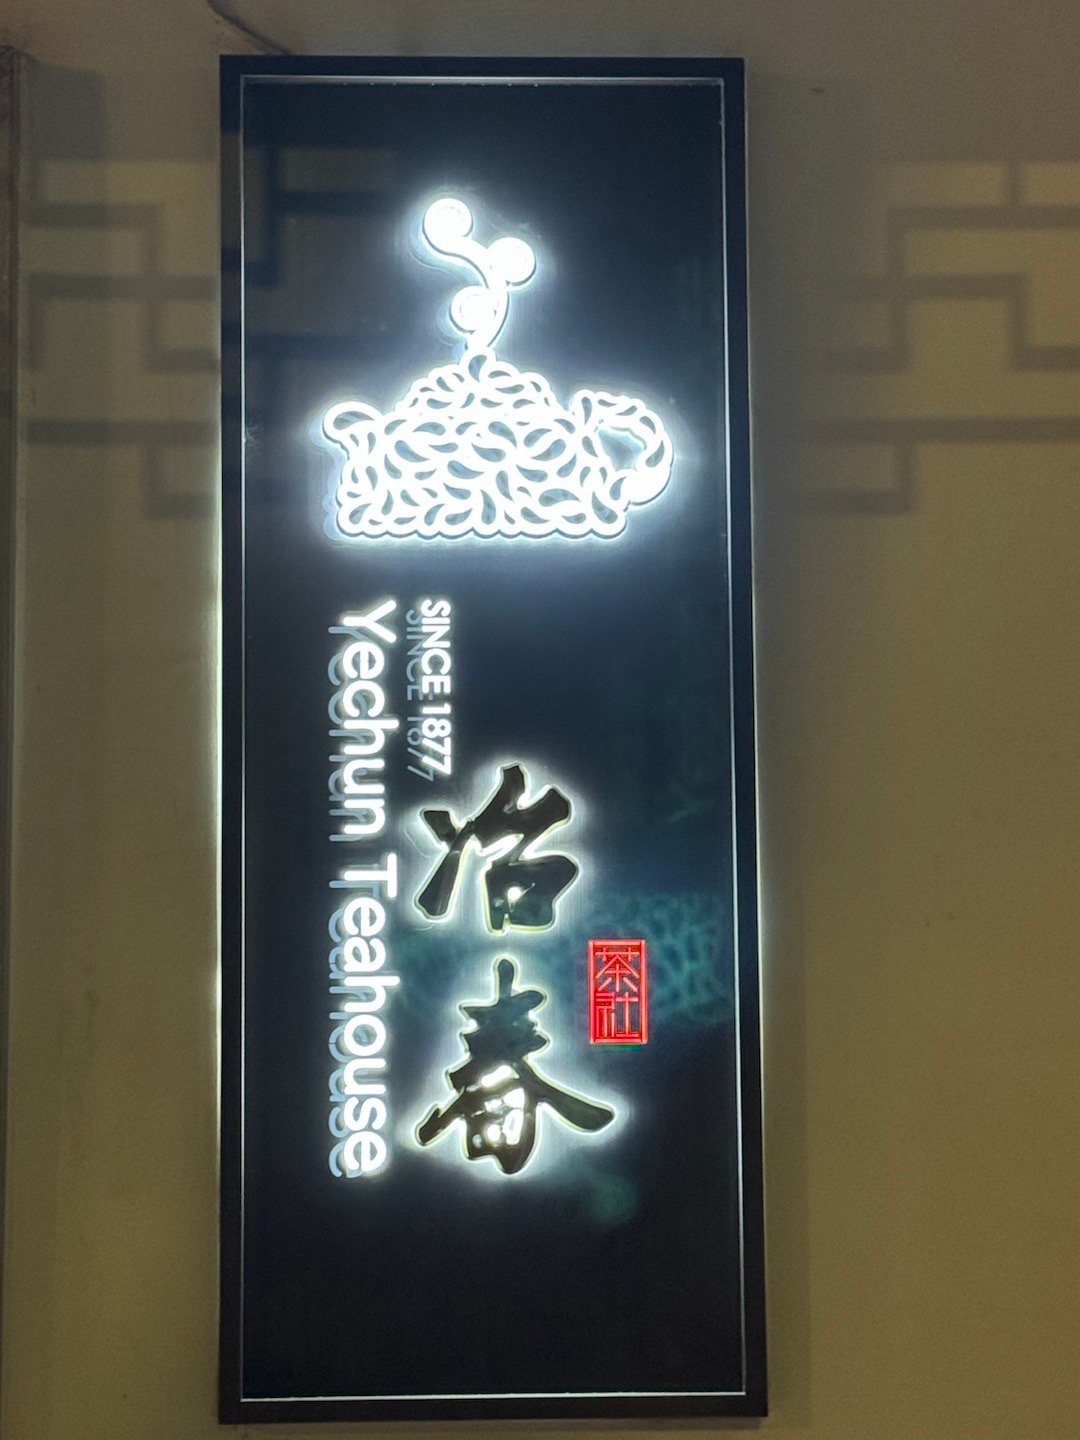 冶春
茶社
SINCE 1877
Yechun Teahouse